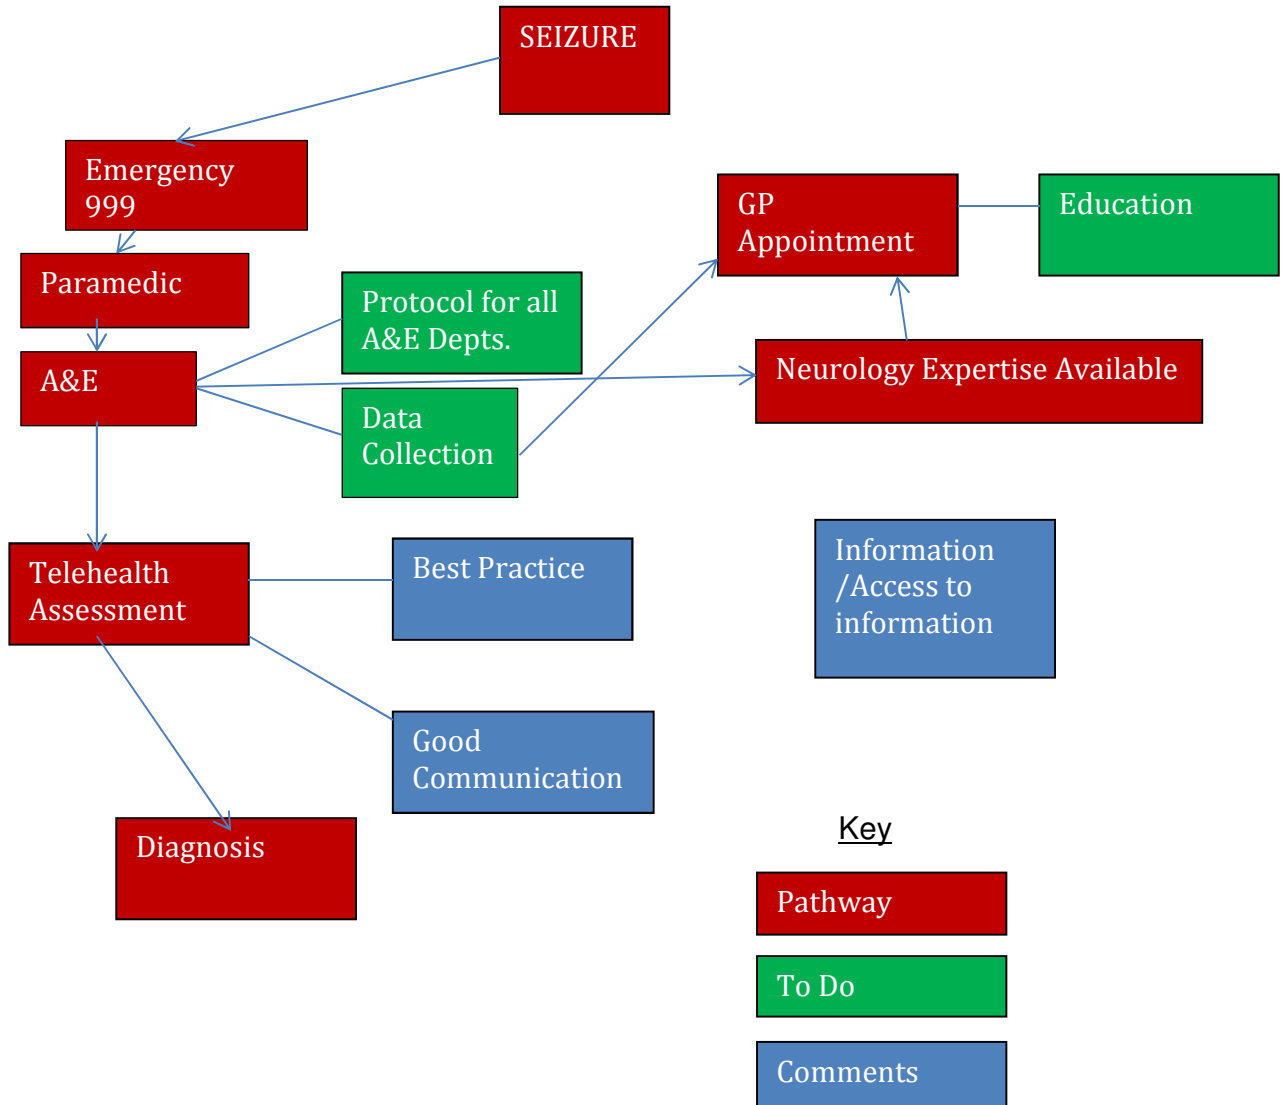 SEIZURE
Emergency
999
GP
Appointment
Education
Paramedic
Protocol for all
A&E Depts.
A&E
Neurology Expertise Available
Data
Collection
Telehealth
Assessment
Best Practice
Information
/Access to
information
Good
Communication
Diagnosis
Key
Pathway
To Do
Comments